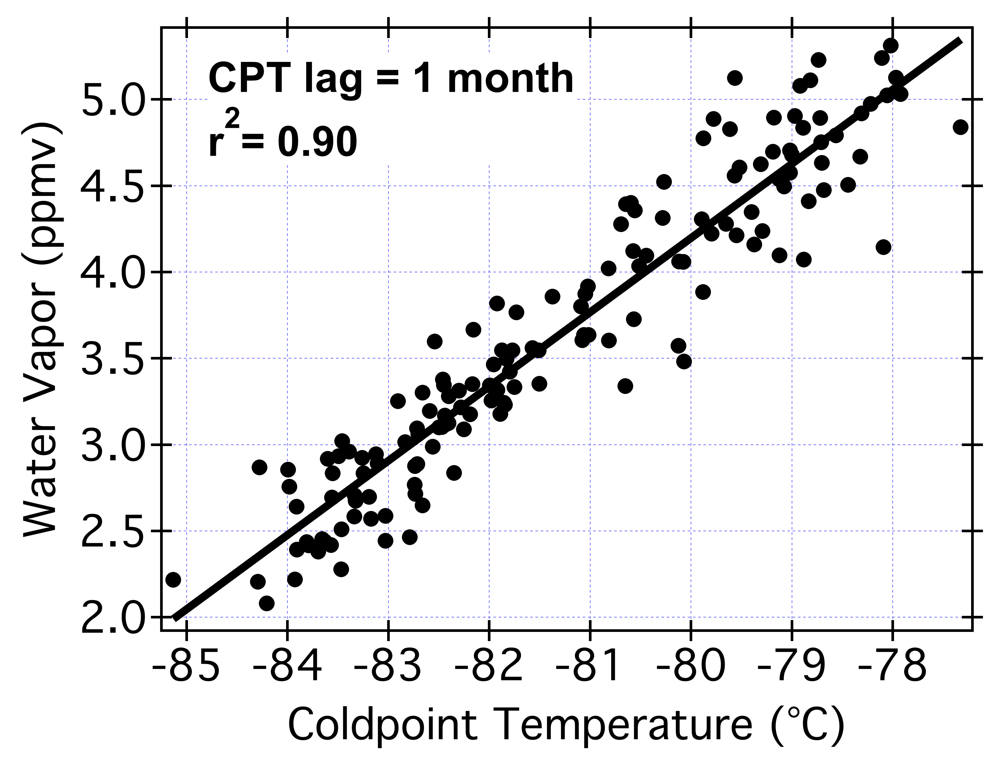 CPT lag = 1 month
r²= 0.90
Water Vapor (ppmv)
5.0
4.5
4.0
3.5
3.0
2.5
2.0
-85 -84 -83 -82 -81 -80 -79 -78
Coldpoint Temperature (°C)